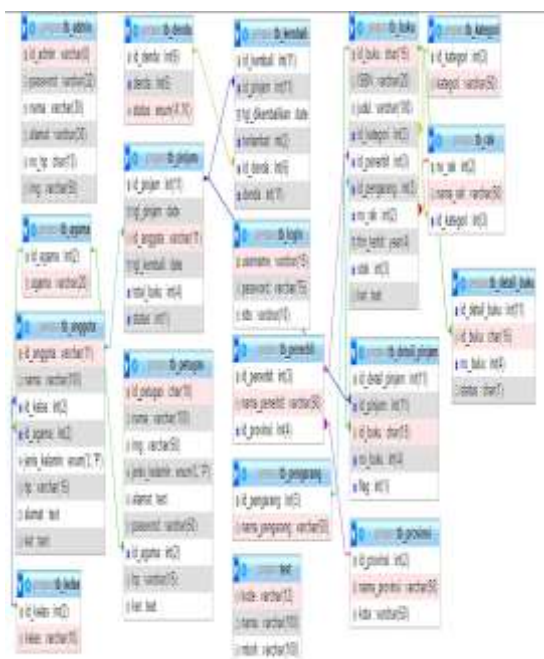 tb_admin
id_admin varchar(6)
password varchar(22)
nama varchar(30)
alamat varchar(30)
no_hp char(13)
img varchar(50)
tb_denda
id_denda int(6)
denda int(5)
status enum('A','N')
tb_kembali
id_kembali int(11)
id_pinjam int(11)
tgl_dikembalikan date
terlambat int(2)
id_denda int(6)
denda int(11)
tb_buku
id_buku char(15)
ISBN varchar(20)
judul varchar(100)
id_kategori int(3)
id_penerbit int(3)
id_pengarang int(3)
no_rak int(2)
thn_terbit year(4)
stok int(3)
ket text
tb_kategori
id_kategori int(3)
kategori varchar(50)
tb_rak
no_rak int(2)
nama_rak varchar(50)
id_kategori int(3)
tb_pinjam
id_pinjam int(11)
tgl_pinjam date
id_anggota varchar(11)
tgl_kembali date
total_buku int(4)
status int(1)
tb_agama
id_agama int(2)
agama varchar(20)
tb_login
username varchar(15)
password varchar(75)
stts varchar(10)
tb_detail_buku
id_detail_buku int(11)
id_buku char(15)
no_buku int(4)
status char(1)
tb_anggota
id_anggota varchar(11)
nama varchar(100)
id_kelas int(2)
id_agama int(2)
jenis_kelamin enum('L','P')
hp varchar(15)
alamat text
ket text
tb_petugas
id_petugas char(10)
nama varchar(100)
img varchar(50)
jenis_kelamin enum('L','P')
alamat text
password varchar(50)
id_agama int(2)
hp varchar(15)
ket text
tb_penerbit
id_penerbit int(3)
nama_penerbit varchar(50)
id_provinsi int(4)
tb_detail_pinjam
id_detail_pinjam int(11)
id_pinjam int(11)
id_buku char(15)
no_buku int(4)
flag int(1)
tb_pengarang
id_pengarang int(3)
nama_pengarang varchar(50)
tb_provinsi
id_provinsi int(2)
nama_provinsi varchar(50)
kota varchar(50)
tb_kelas
id_kelas int(2)
kelas varchar(10)
test
kode varchar(12)
nama varchar(100)